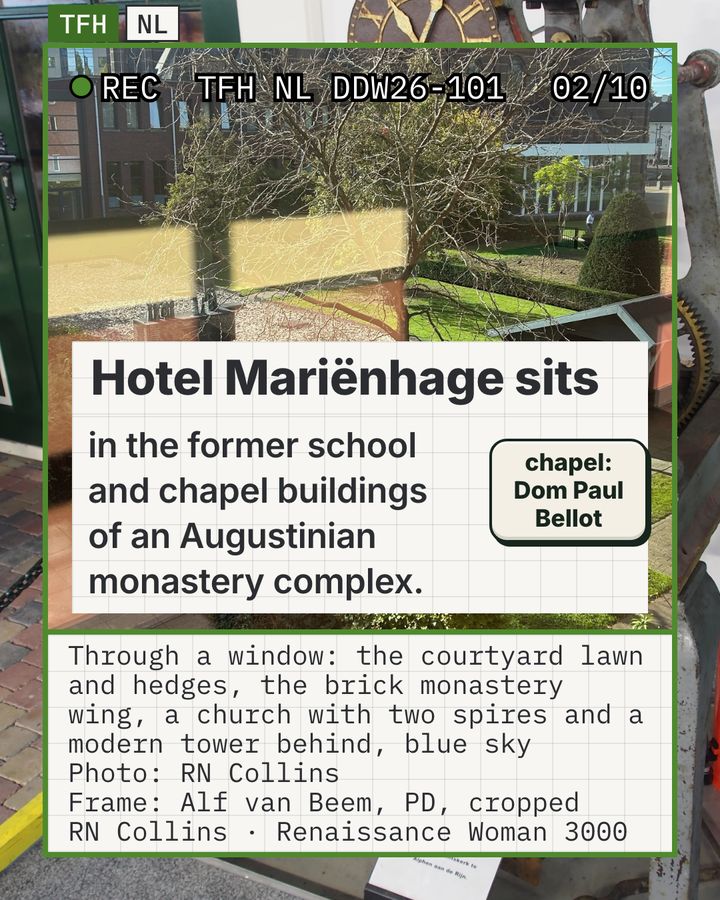 TFH NL
REC TFH NL DDW26-101 02/10
Hotel Mariënhage sits
in the former school
and chapel buildings
of an Augustinian
monastery complex.
chapel:
Dom Paul
Bellot
Through a window: the courtyard lawn
and hedges, the brick monastery
wing, a church with two spires and a
modern tower behind, blue sky
Photo: RN Collins
Frame: Alf van Beem, PD, cropped
RN Collins · Renaissance Woman 3000
Alphen aan de Rijn.